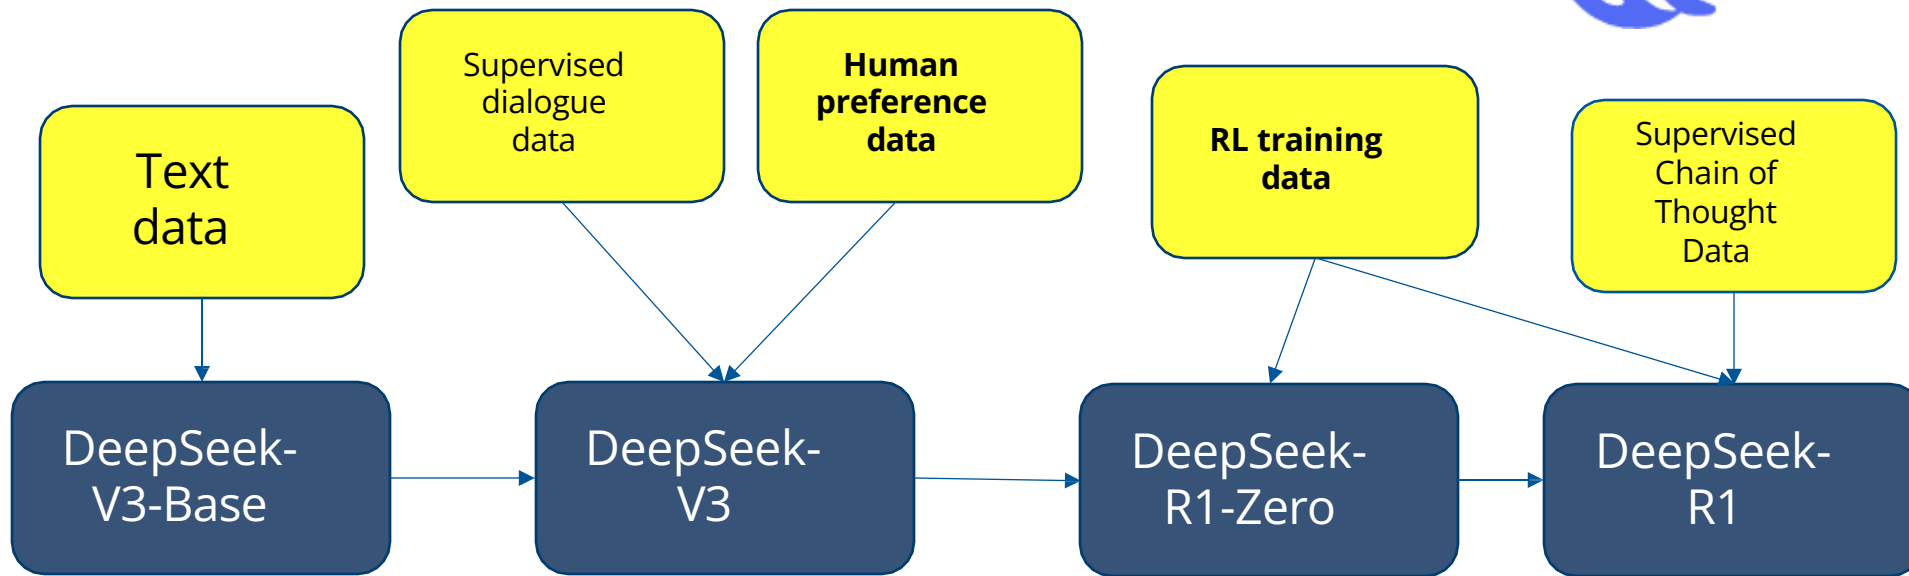 Text
data
Supervised
dialogue
data
Human
preference
data
RL training
data
Supervised
Chain of
Thought
Data
DeepSeek-
V3-Base
DeepSeek-
V3
DeepSeek-
R1-Zero
DeepSeek-
R1